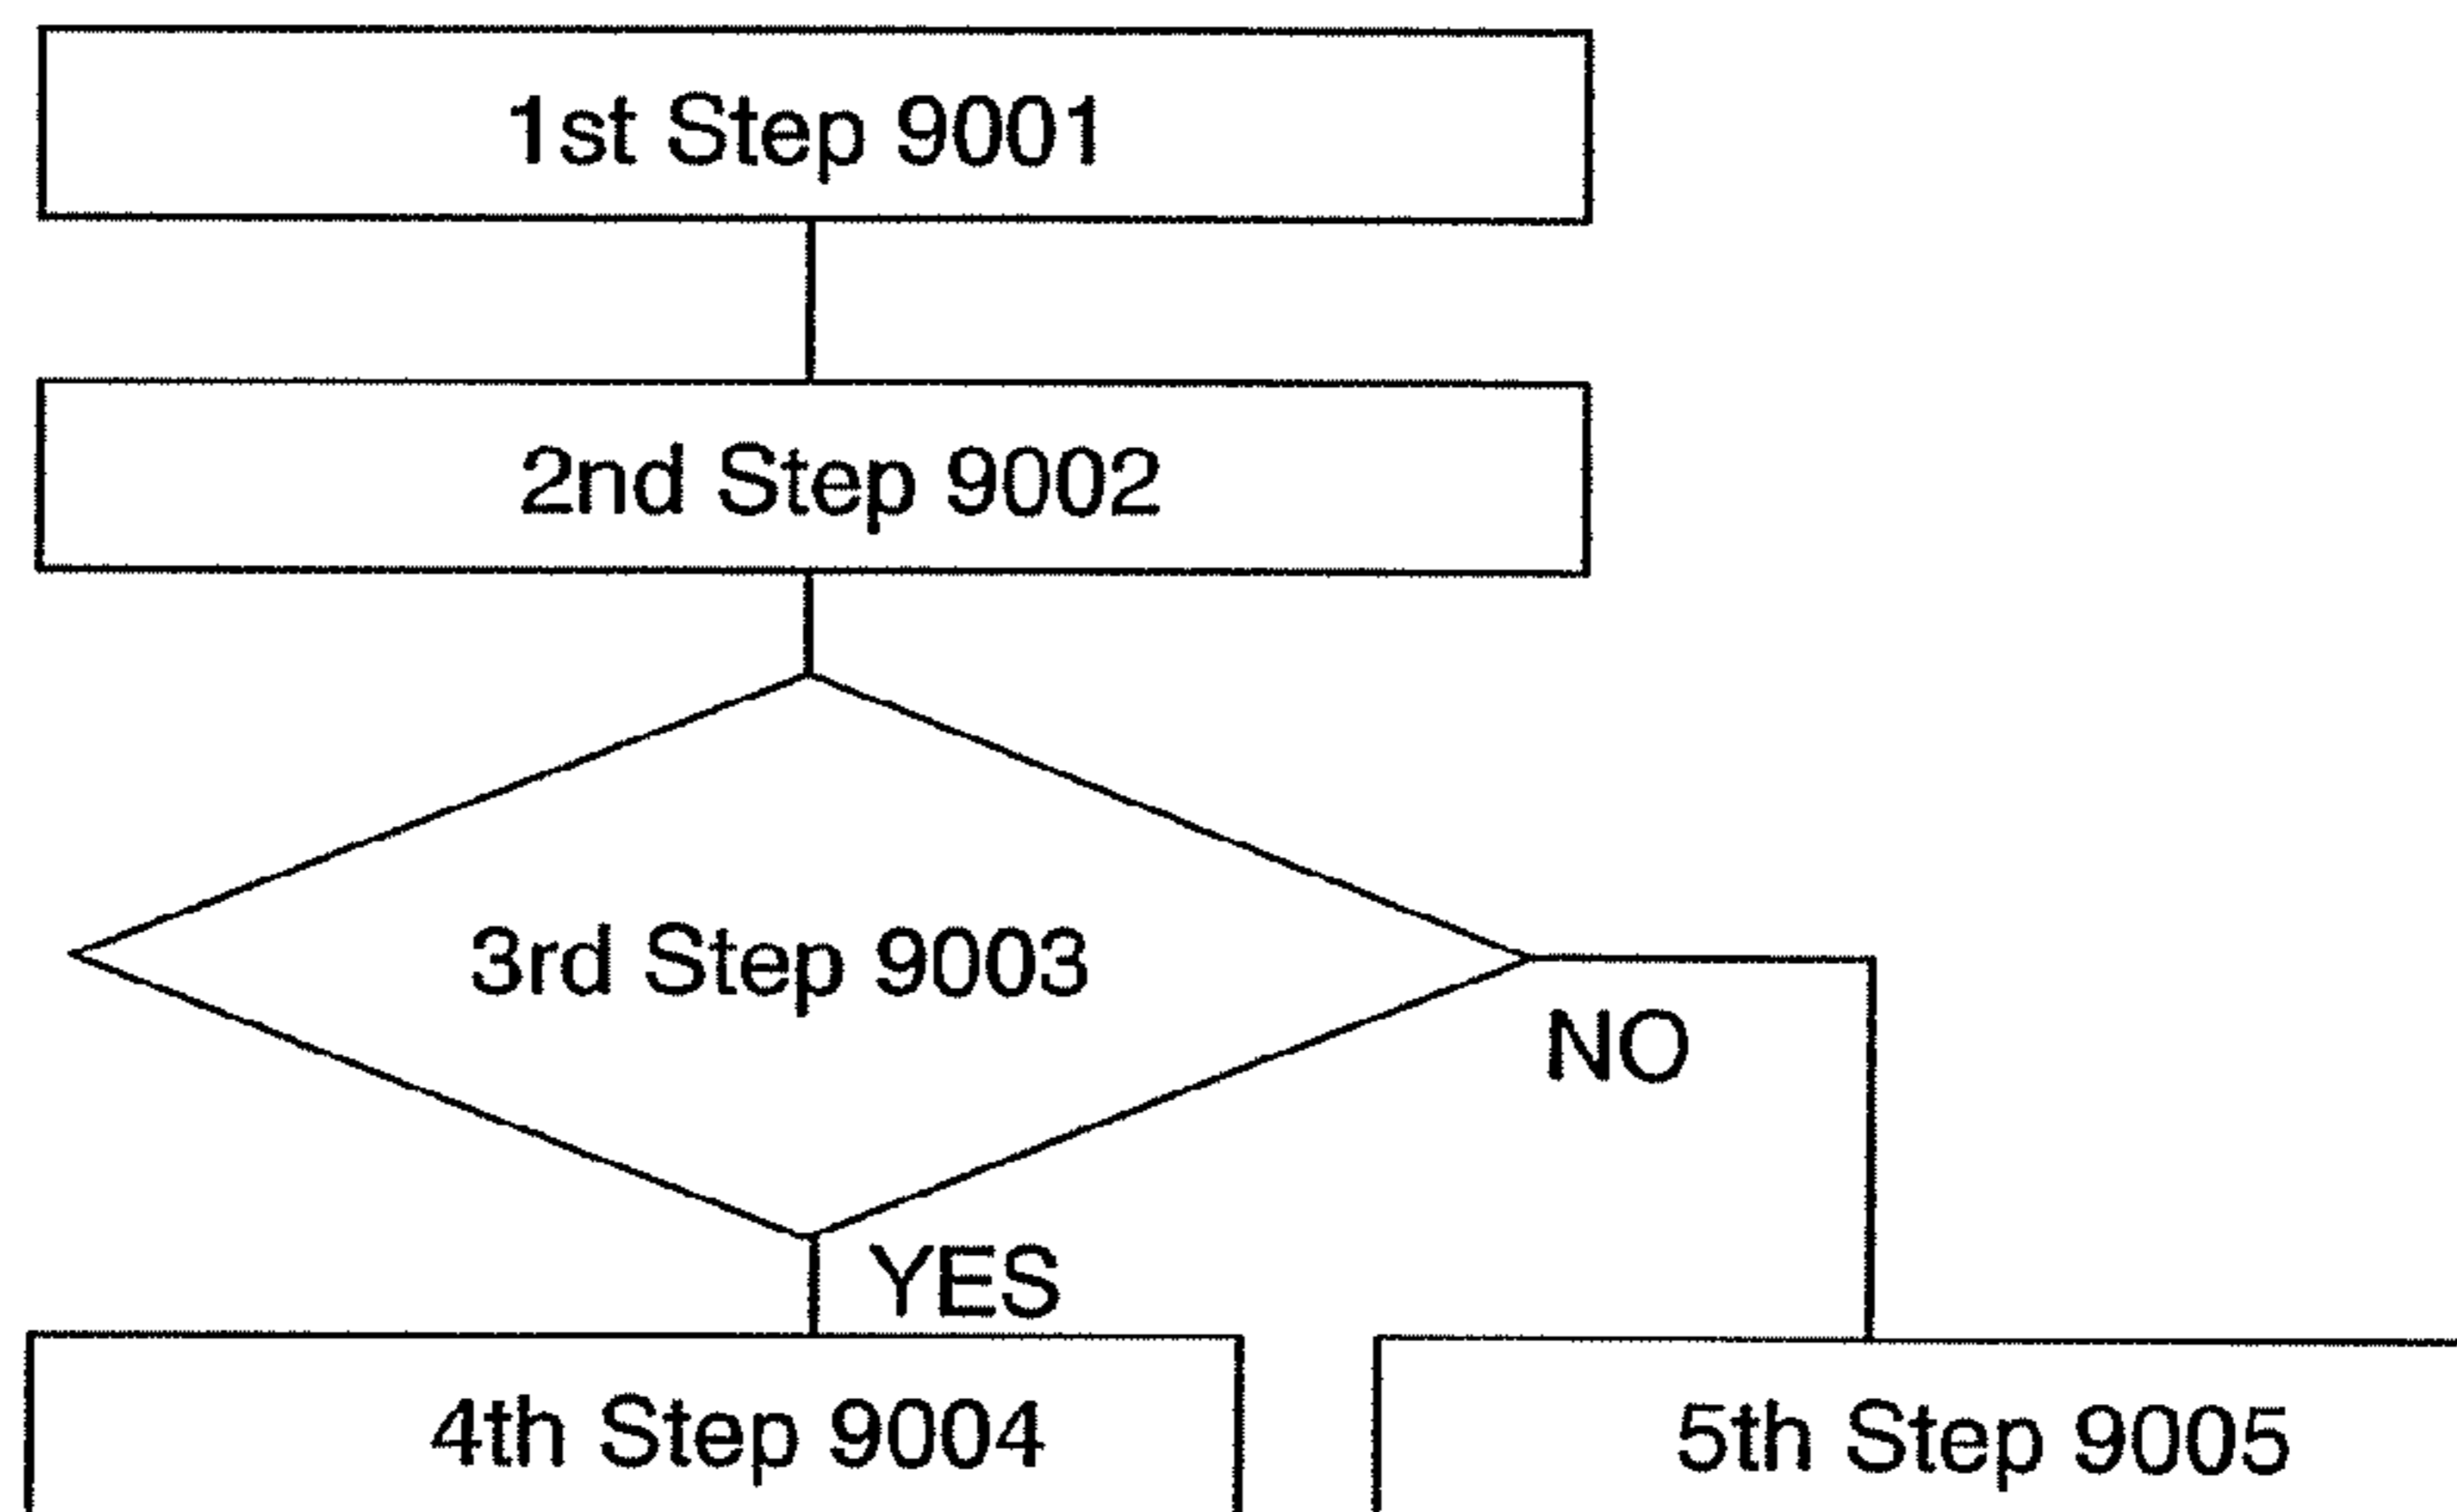 1st Step 9001
2nd Step 9002
3rd Step 9003
NO
YES
4th Step 9004
5th Step 9005